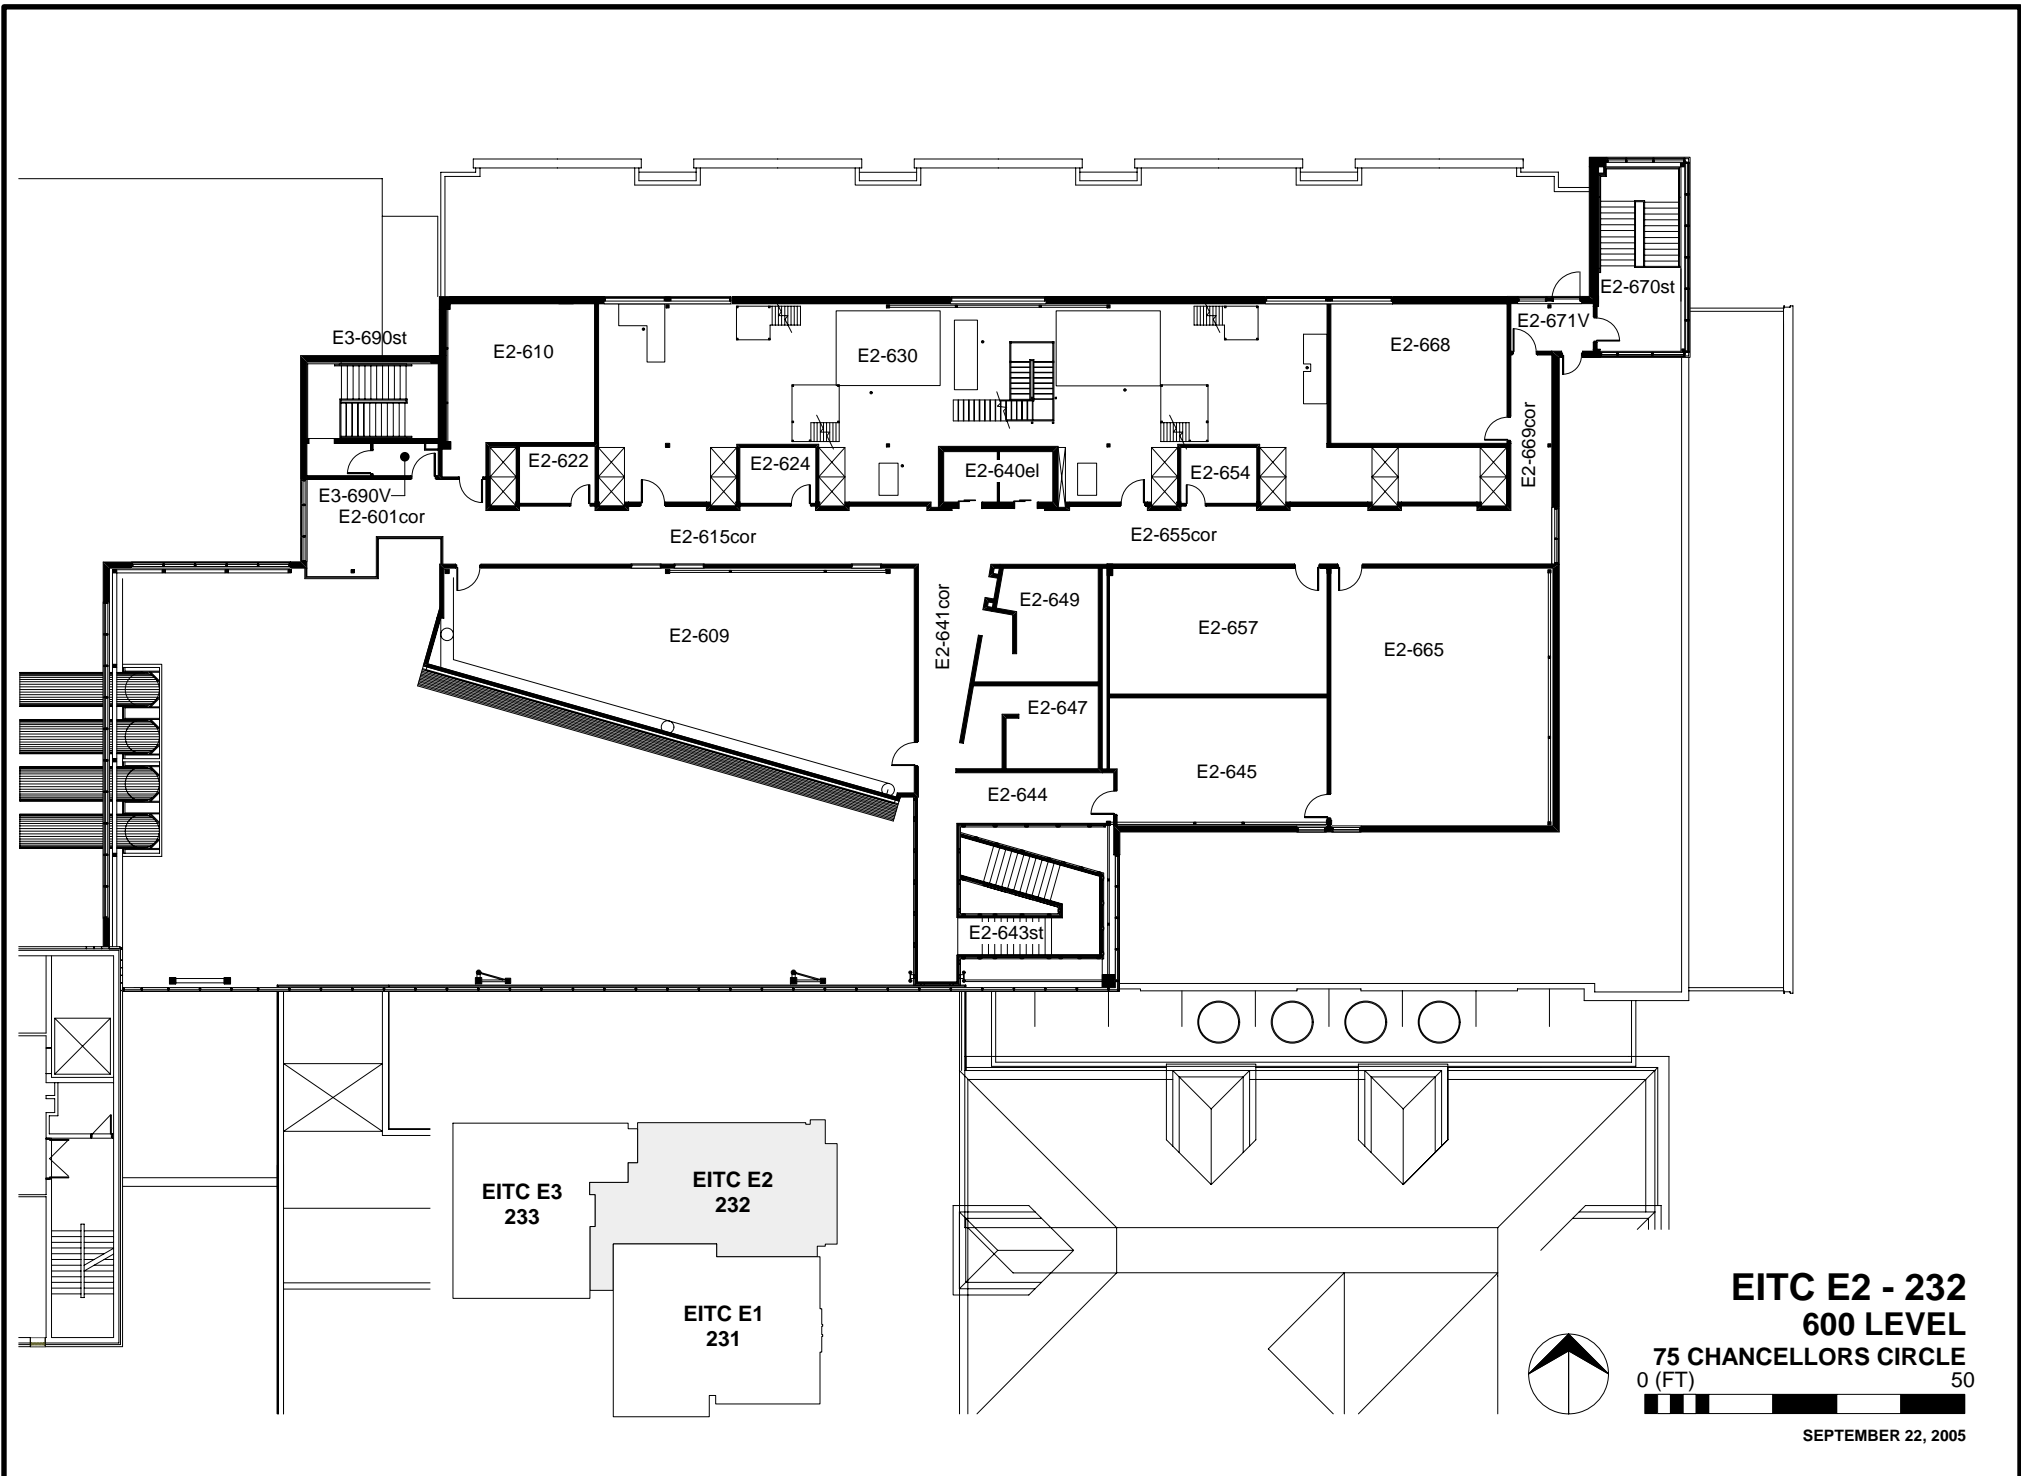 E2-670st
E2-671V
E3-690st
E2-610
E2-630
E2-668
E2-669cor
E2-622
E2-624
E2-640el
E2-654
E3-690V
E2-601cor
E2-615cor
E2-655cor
E2-641cor
E2-649
E2-609
E2-657
E2-665
E2-647
E2-645
E2-644
E2-643st
EITC E3
233
EITC E2
232
EITC E1
231
EITC E2 - 232
600 LEVEL
75 CHANCELLORS CIRCLE
0 (FT) 50
SEPTEMBER 22, 2005